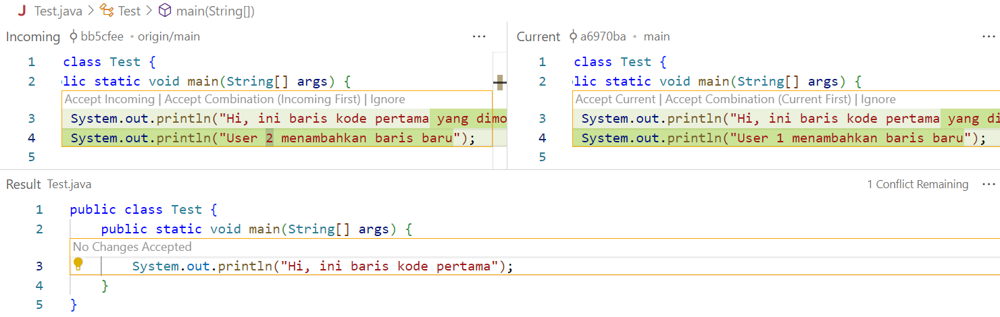 Test.java > Test > main(String[])
Incoming bb5cfee • origin/main ···
1 class Test {
2 lic static void main(String[] args) {
Accept Incoming | Accept Combination (Incoming First) | Ignore
3 System.out.println("Hi, ini baris kode pertama yang dimo
4 System.out.println("User 2 menambahkan baris baru");
5
Current a6970ba • main ···
1 class Test {
2 lic static void main(String[] args) {
Accept Current | Accept Combination (Current First) | Ignore
3 System.out.println("Hi, ini baris kode pertama yang di
4 System.out.println("User 1 menambahkan baris baru");
5
Result Test.java 1 Conflict Remaining ···
1 public class Test {
2 public static void main(String[] args) {
No Changes Accepted
3 System.out.println("Hi, ini baris kode pertama");
4 }
5 }